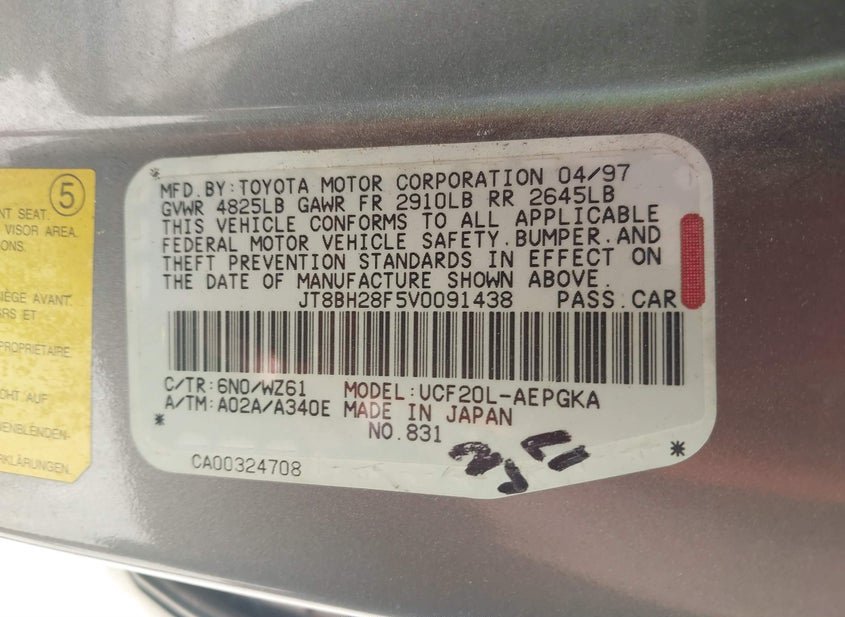 MFD.BY:TOYOTA MOTOR CORPORATION 04/97
GVWR 4825LB GAWR FR 2910LB RR 2645LB
THIS VEHICLE CONFORMS TO ALL APPLICABLE
FEDERAL MOTOR VEHICLE SAFETY.BUMPER.AND
THEFT PREVENTION STANDARDS IN EFFECT ON
THE DATE OF MANUFACTURE SHOWN ABOVE.
JT8BH28F5V0091438 PASS.CAR
C/TR:6N0/WZ61 MODEL:UCF20L-AEPGKA
A/TM:A02A/A340E MADE IN JAPAN
* NO.831 *
CA00324708
5
NT SEAT.
VISOR AREA.
IONS.
IÈGE AVANT.
RS ET
PROPRIÉTAIRE.
CHT AUF
ENBLENDEN-
RKLÄRUNGEN.